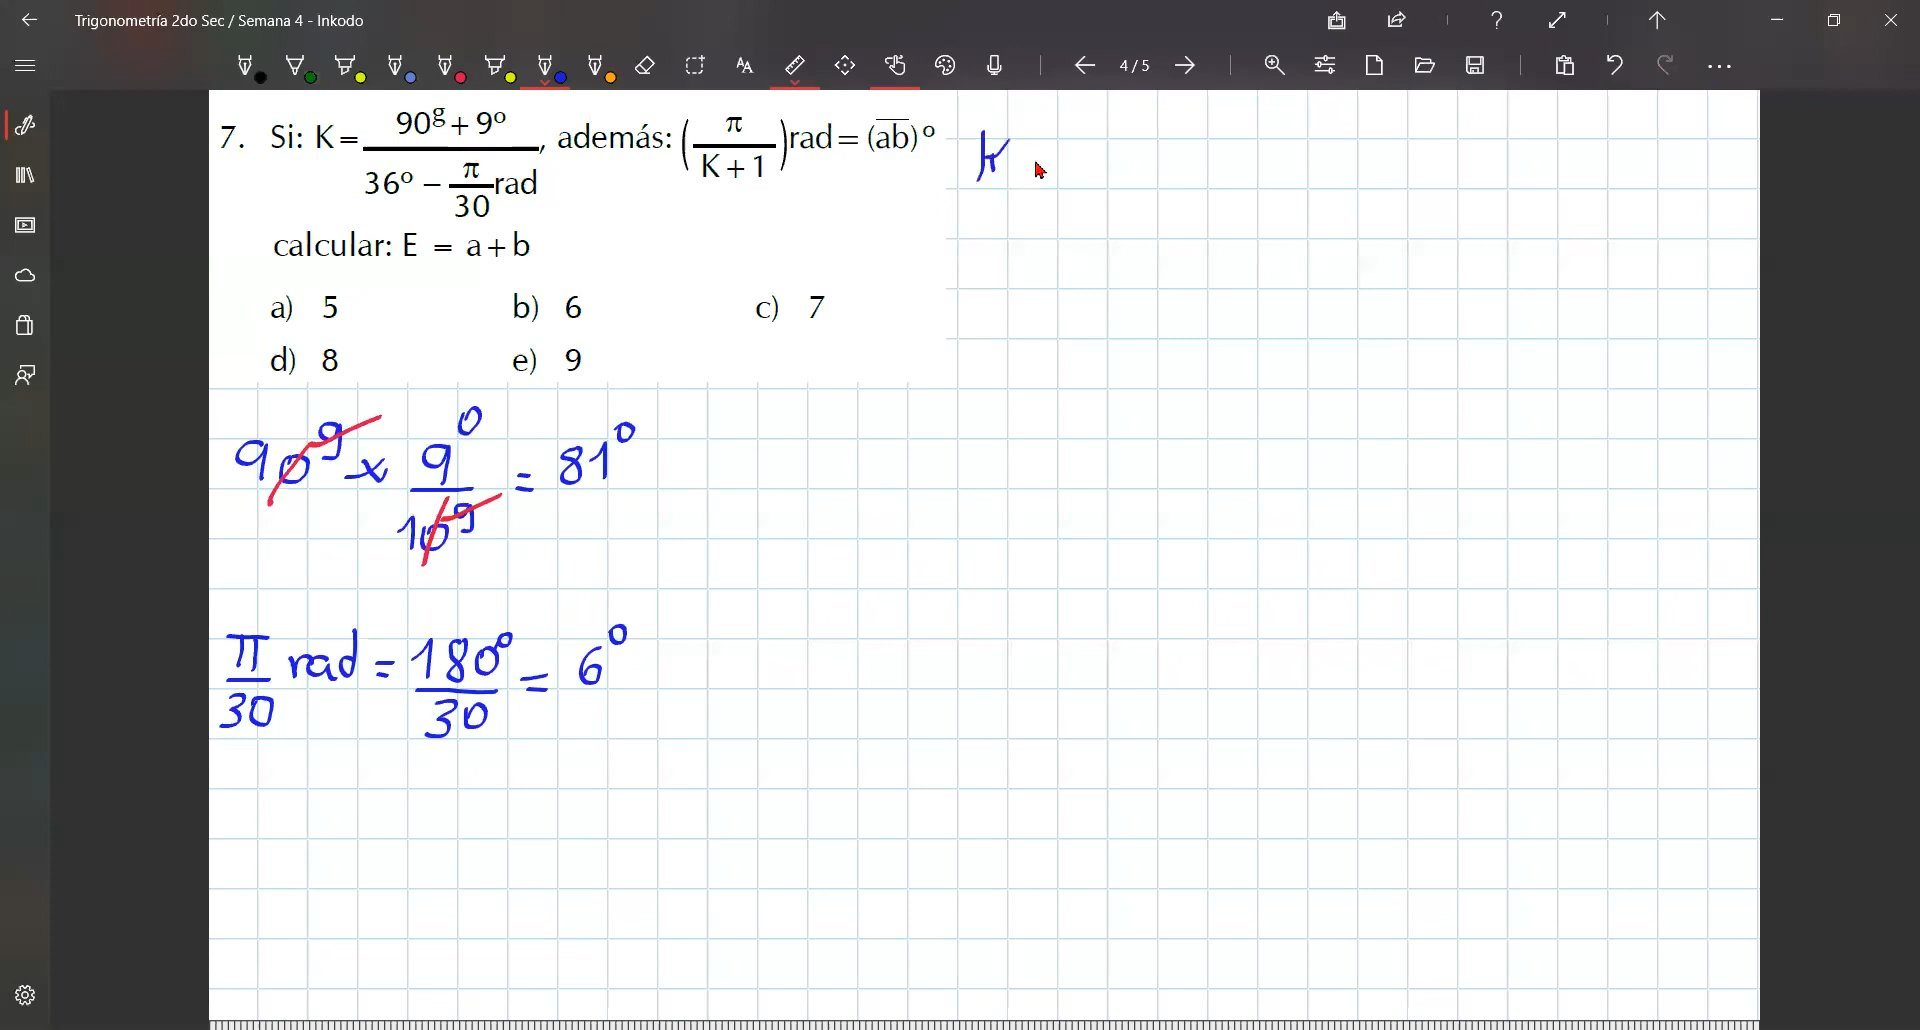 Trigonometría 2do Sec / Semana 4 - Inkodo
4 / 5
7. Si: K = (90^g + 9°) / (36° − π/30 rad), además: (π / (K + 1)) rad = (a̅b̅)°
calcular: E = a + b
a) 5 b) 6 c) 7
d) 8 e) 9
k
90^g x 9° / 10^g = 81°
π/30 rad = 180°/30 = 6°